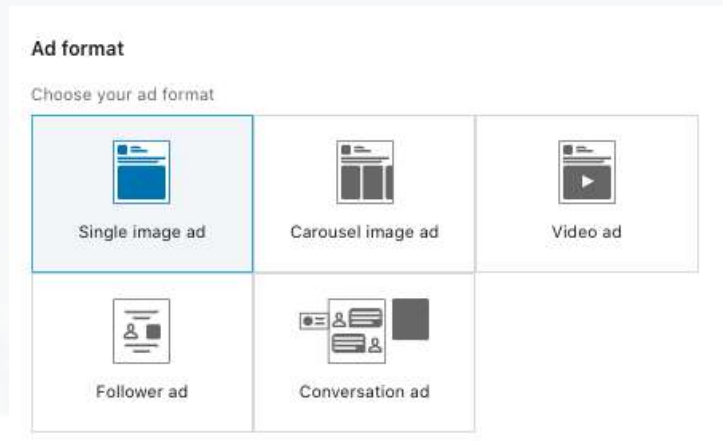 Ad format
Choose your ad format
Single image ad
Carousel image ad
Video ad
Follower ad
Conversation ad